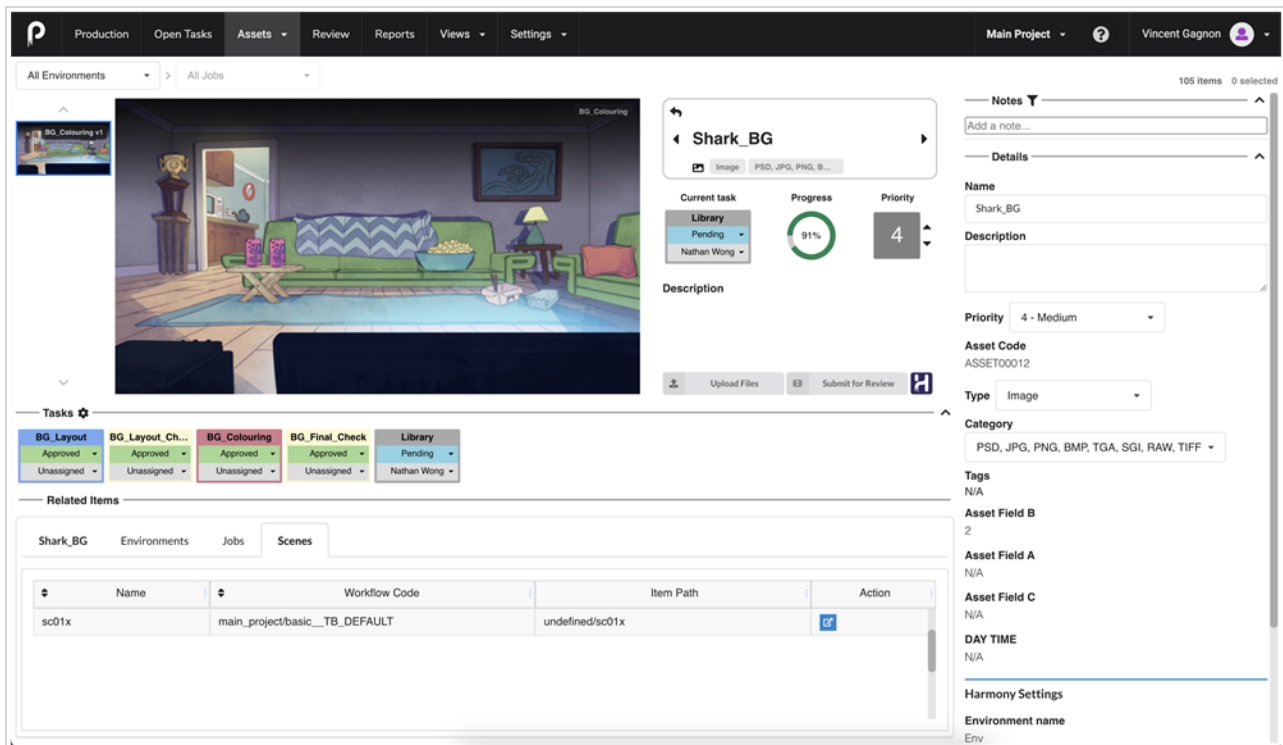 Production Open Tasks Assets Review Reports Views Settings Main Project ? Vincent Gagnon
All Environments > All Jobs
105 items 0 selected
BG_Colouring v1
BG_Colouring
Shark_BG
Image PSD, JPG, PNG, B...
Current task Progress Priority
Library
Pending
Nathan Wong
91%
4
Description
Upload Files Submit for Review
Tasks
BG_Layout BG_Layout_Ch... BG_Colouring BG_Final_Check Library
Approved Approved Approved Approved Pending
Unassigned Unassigned Unassigned Unassigned Nathan Wong
Related Items
Shark_BG Environments Jobs Scenes
Name Workflow Code Item Path Action
sc01x main_project/basic__TB_DEFAULT undefined/sc01x
Notes
Add a note...
Details
Name
Shark_BG
Description
Priority 4 - Medium
Asset Code
ASSET00012
Type Image
Category
PSD, JPG, PNG, BMP, TGA, SGI, RAW, TIFF
Tags
N/A
Asset Field B
2
Asset Field A
N/A
Asset Field C
N/A
DAY TIME
N/A
Harmony Settings
Environment name
Env